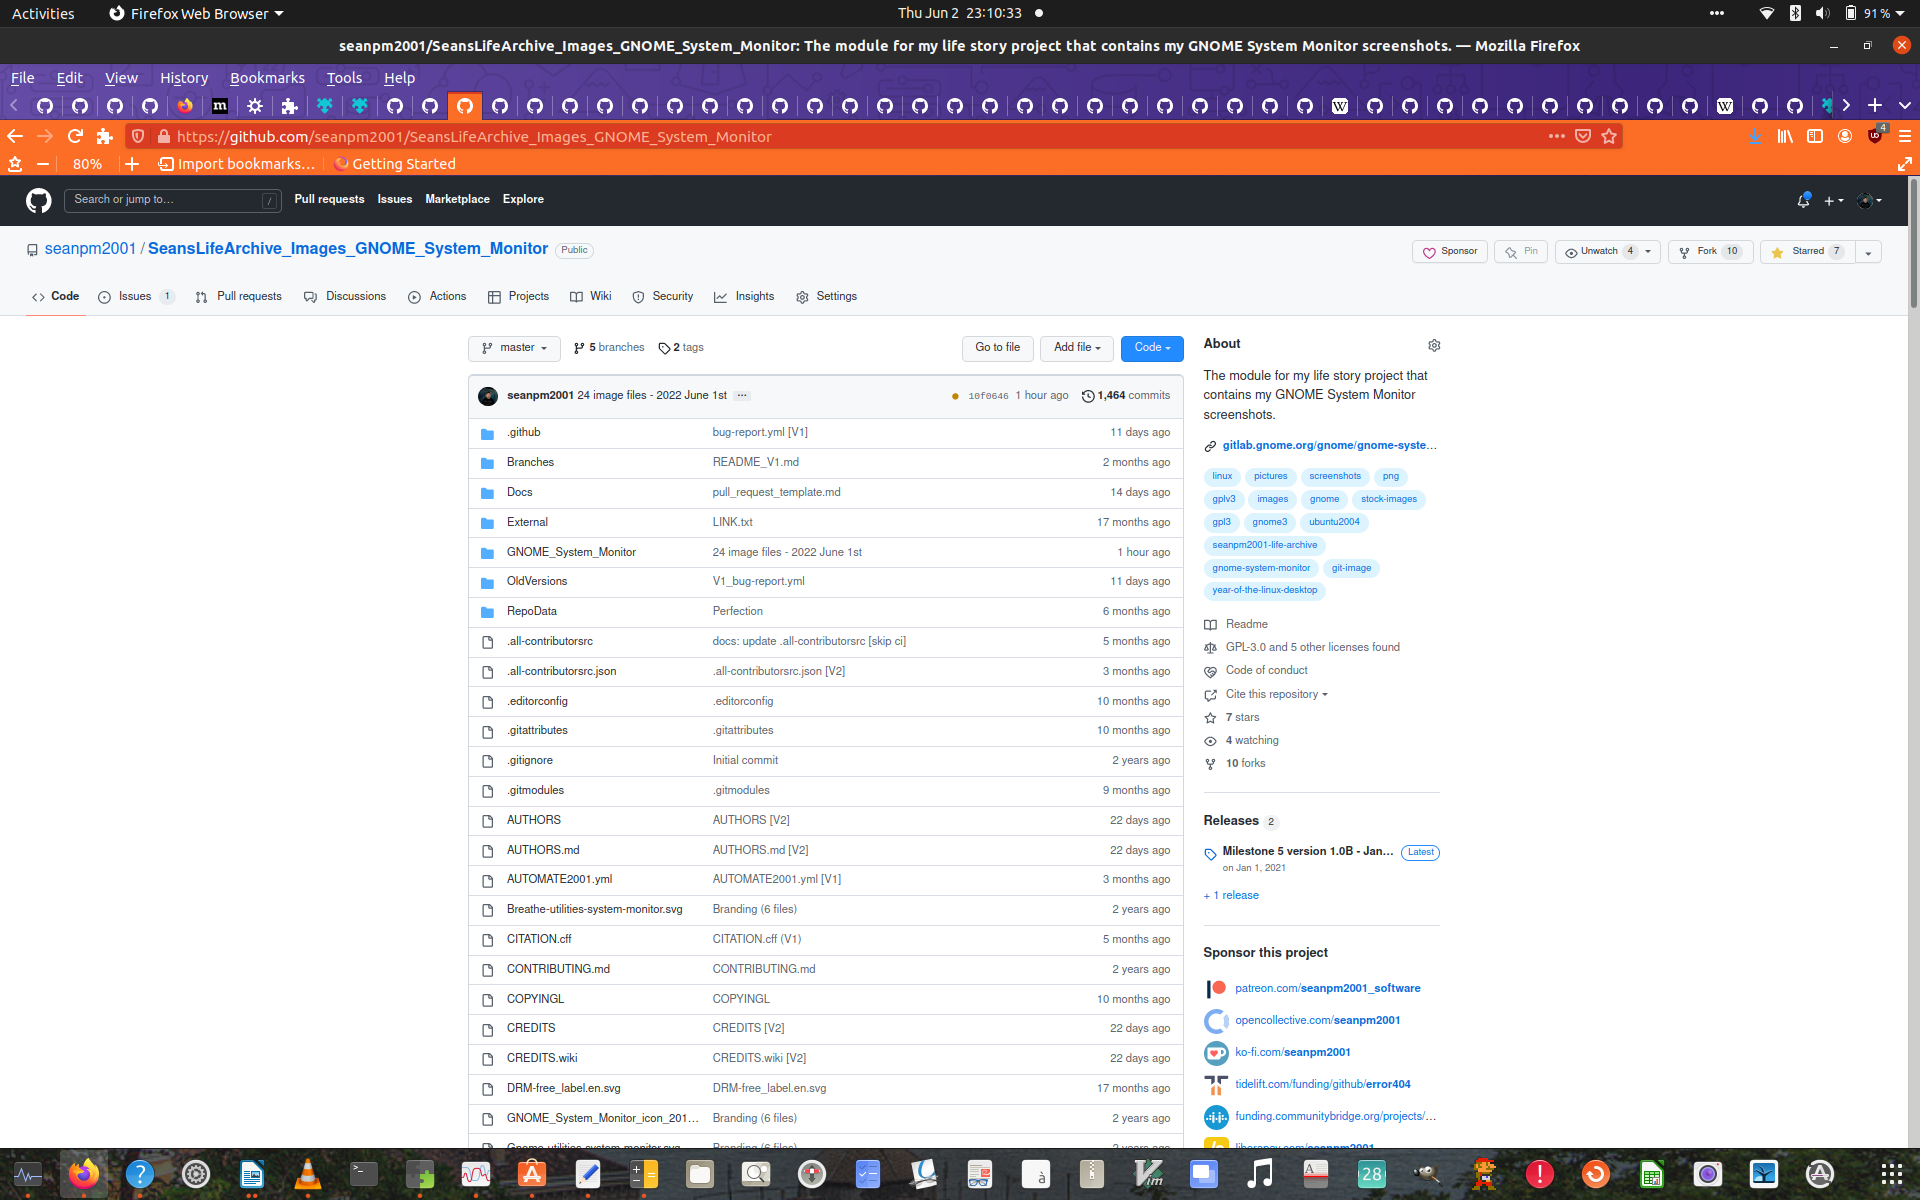 Activities Firefox Web Browser Thu Jun 2 23:10:33 91%
seanpm2001/SeansLifeArchive_Images_GNOME_System_Monitor: The module for my life story project that contains my GNOME System Monitor screenshots. — Mozilla Firefox
File Edit View History Bookmarks Tools Help
https://github.com/seanpm2001/SeansLifeArchive_Images_GNOME_System_Monitor 4
80% Import bookmarks... Getting Started
Search or jump to... / Pull requests Issues Marketplace Explore
seanpm2001 / SeansLifeArchive_Images_GNOME_System_Monitor Public Sponsor Pin Unwatch 4 Fork 10 Starred 7
Code Issues 1 Pull requests Discussions Actions Projects Wiki Security Insights Settings
master 5 branches 2 tags Go to file Add file Code
seanpm2001 24 image files - 2022 June 1st ... 10f0646 1 hour ago 1,464 commits
.github bug-report.yml [V1] 11 days ago
Branches README_V1.md 2 months ago
Docs pull_request_template.md 14 days ago
External LINK.txt 17 months ago
GNOME_System_Monitor 24 image files - 2022 June 1st 1 hour ago
OldVersions V1_bug-report.yml 11 days ago
RepoData Perfection 6 months ago
.all-contributorsrc docs: update .all-contributorsrc [skip ci] 5 months ago
.all-contributorsrc.json .all-contributorsrc.json [V2] 3 months ago
.editorconfig .editorconfig 10 months ago
.gitattributes .gitattributes 10 months ago
.gitignore Initial commit 2 years ago
.gitmodules .gitmodules 9 months ago
AUTHORS AUTHORS [V2] 22 days ago
AUTHORS.md AUTHORS.md [V2] 22 days ago
AUTOMATE2001.yml AUTOMATE2001.yml [V1] 3 months ago
Breathe-utilities-system-monitor.svg Branding (6 files) 2 years ago
CITATION.cff CITATION.cff (V1) 5 months ago
CONTRIBUTING.md CONTRIBUTING.md 2 years ago
COPYINGL COPYINGL 10 months ago
CREDITS CREDITS [V2] 22 days ago
CREDITS.wiki CREDITS.wiki [V2] 22 days ago
DRM-free_label.en.svg DRM-free_label.en.svg 17 months ago
GNOME_System_Monitor_icon_201... Branding (6 files) 2 years ago
Gnome-utilities-system-monitor.svg Branding (6 files) 2 years ago
About
The module for my life story project that
contains my GNOME System Monitor
screenshots.
gitlab.gnome.org/gnome/gnome-syste...
linux pictures screenshots png
gplv3 images gnome stock-images
gpl3 gnome3 ubuntu2004
seanpm2001-life-archive
gnome-system-monitor git-image
year-of-the-linux-desktop
Readme
GPL-3.0 and 5 other licenses found
Code of conduct
Cite this repository
7 stars
4 watching
10 forks
Releases 2
Milestone 5 version 1.0B - Jan... Latest
on Jan 1, 2021
+ 1 release
Sponsor this project
patreon.com/seanpm2001_software
opencollective.com/seanpm2001
ko-fi.com/seanpm2001
tidelift.com/funding/github/error404
funding.communitybridge.org/projects/...
liberapay.com/seanpm2001
28